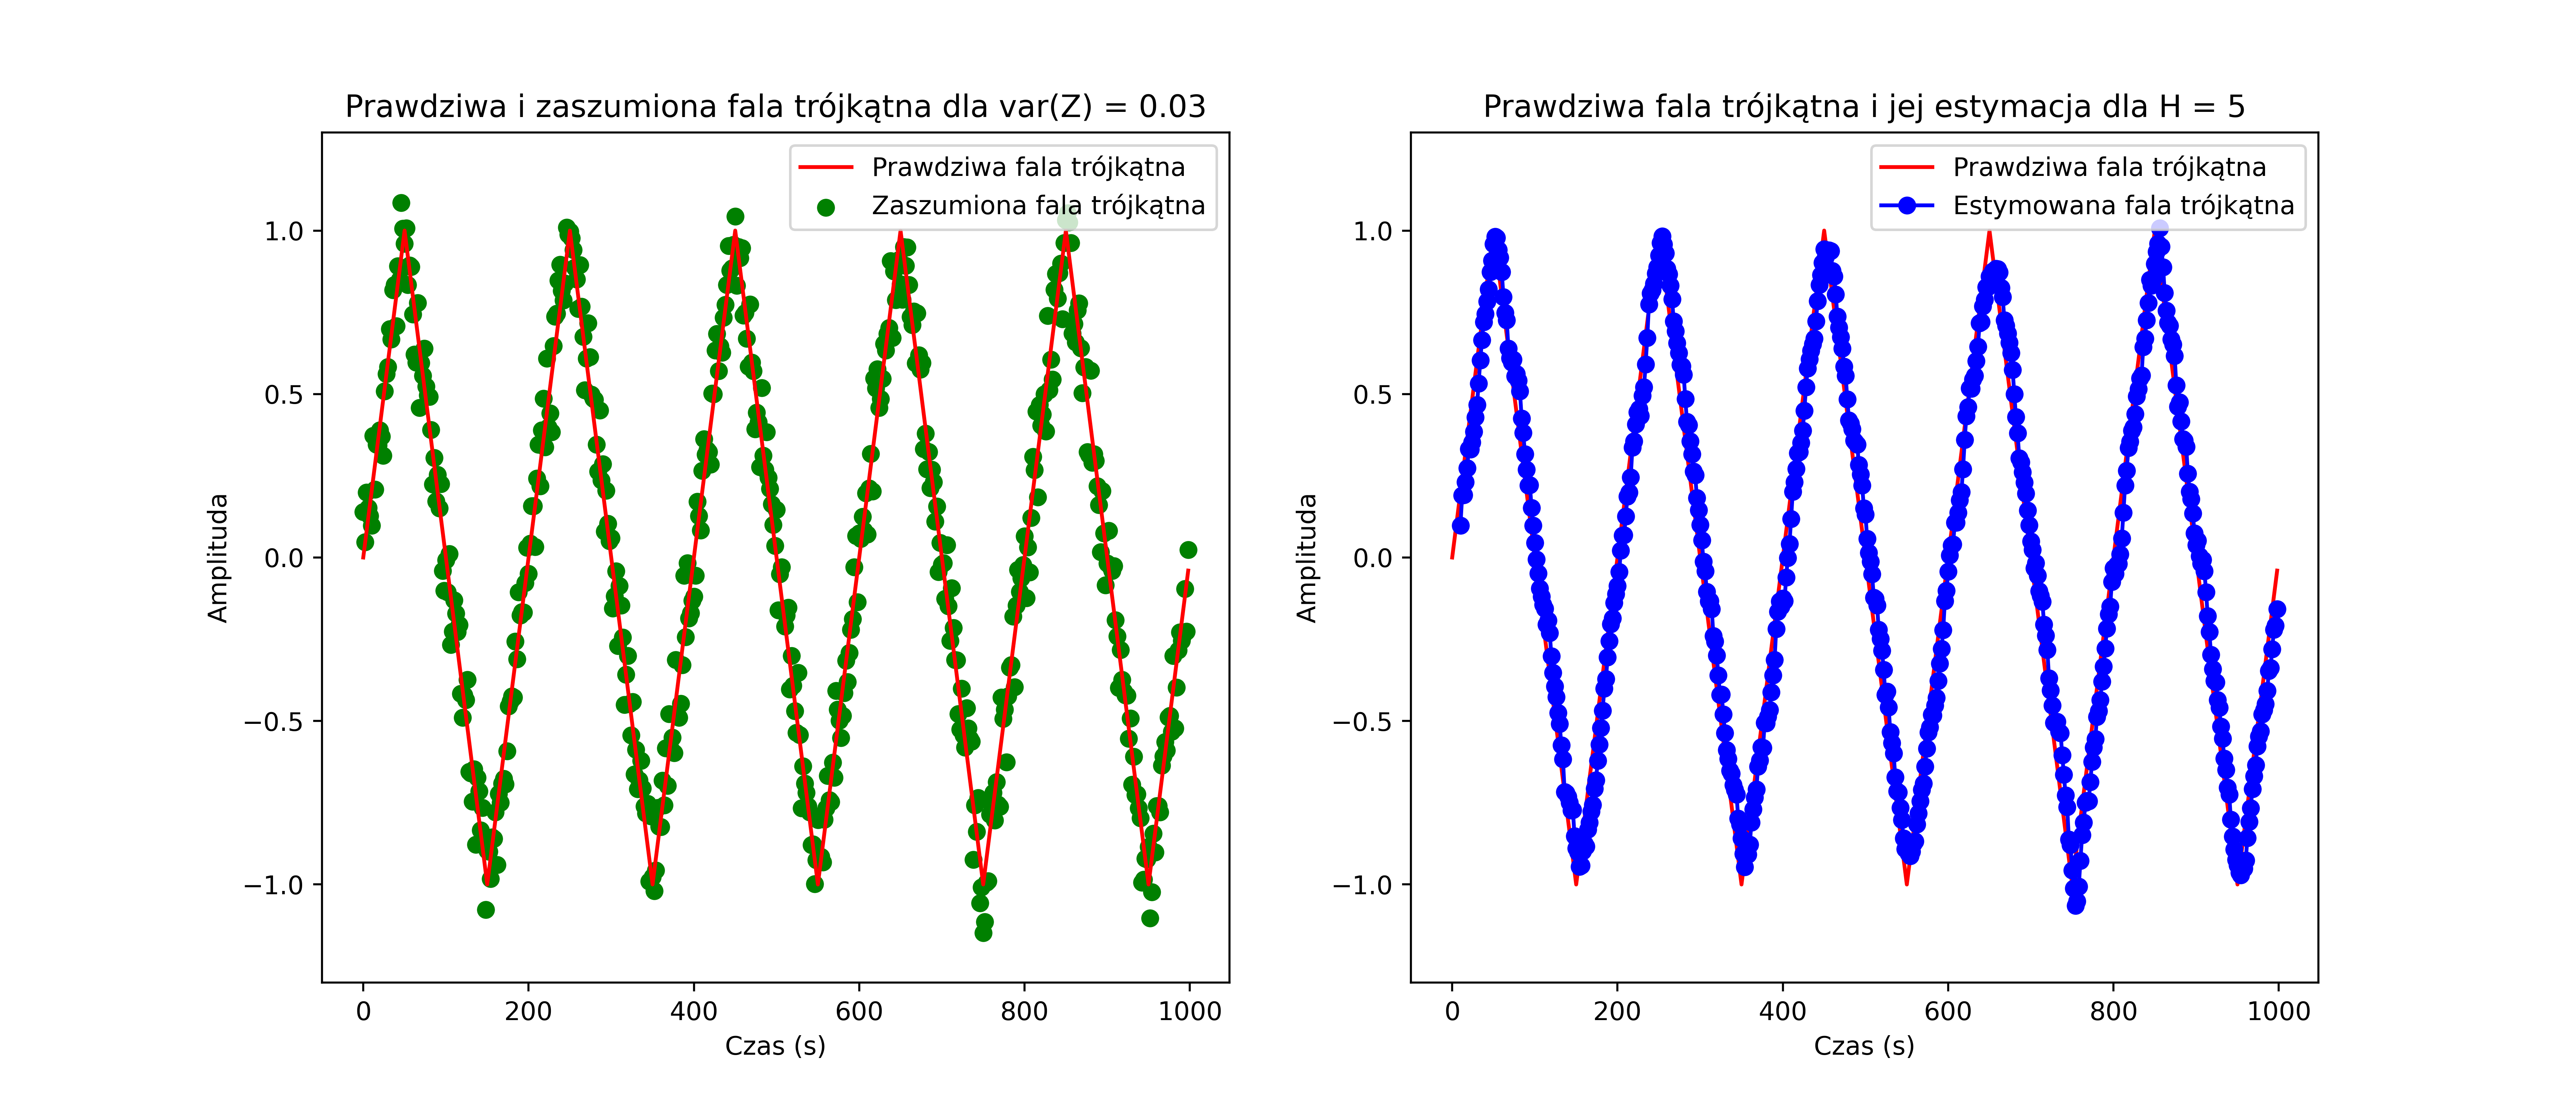 Prawdziwa i zaszumiona fala trójkątna dla var(Z) = 0.03
Prawdziwa fala trójkątna
Zaszumiona fala trójkątna
1.0
0.5
0.0
−0.5
−1.0
Amplituda
0 200 400 600 800 1000
Czas (s)
Prawdziwa fala trójkątna i jej estymacja dla H = 5
Prawdziwa fala trójkątna
Estymowana fala trójkątna
1.0
0.5
0.0
−0.5
−1.0
Amplituda
0 200 400 600 800 1000
Czas (s)